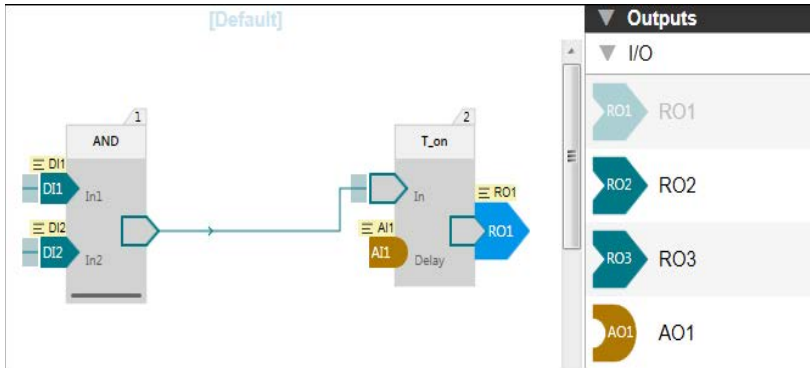 [Default]
1
AND
DI1
DI1
In1
DI2
DI2
In2
2
T_on
In
RO1
RO1
AI1
AI1
Delay
Outputs
I/O
RO1 RO1
RO2 RO2
RO3 RO3
AO1 AO1